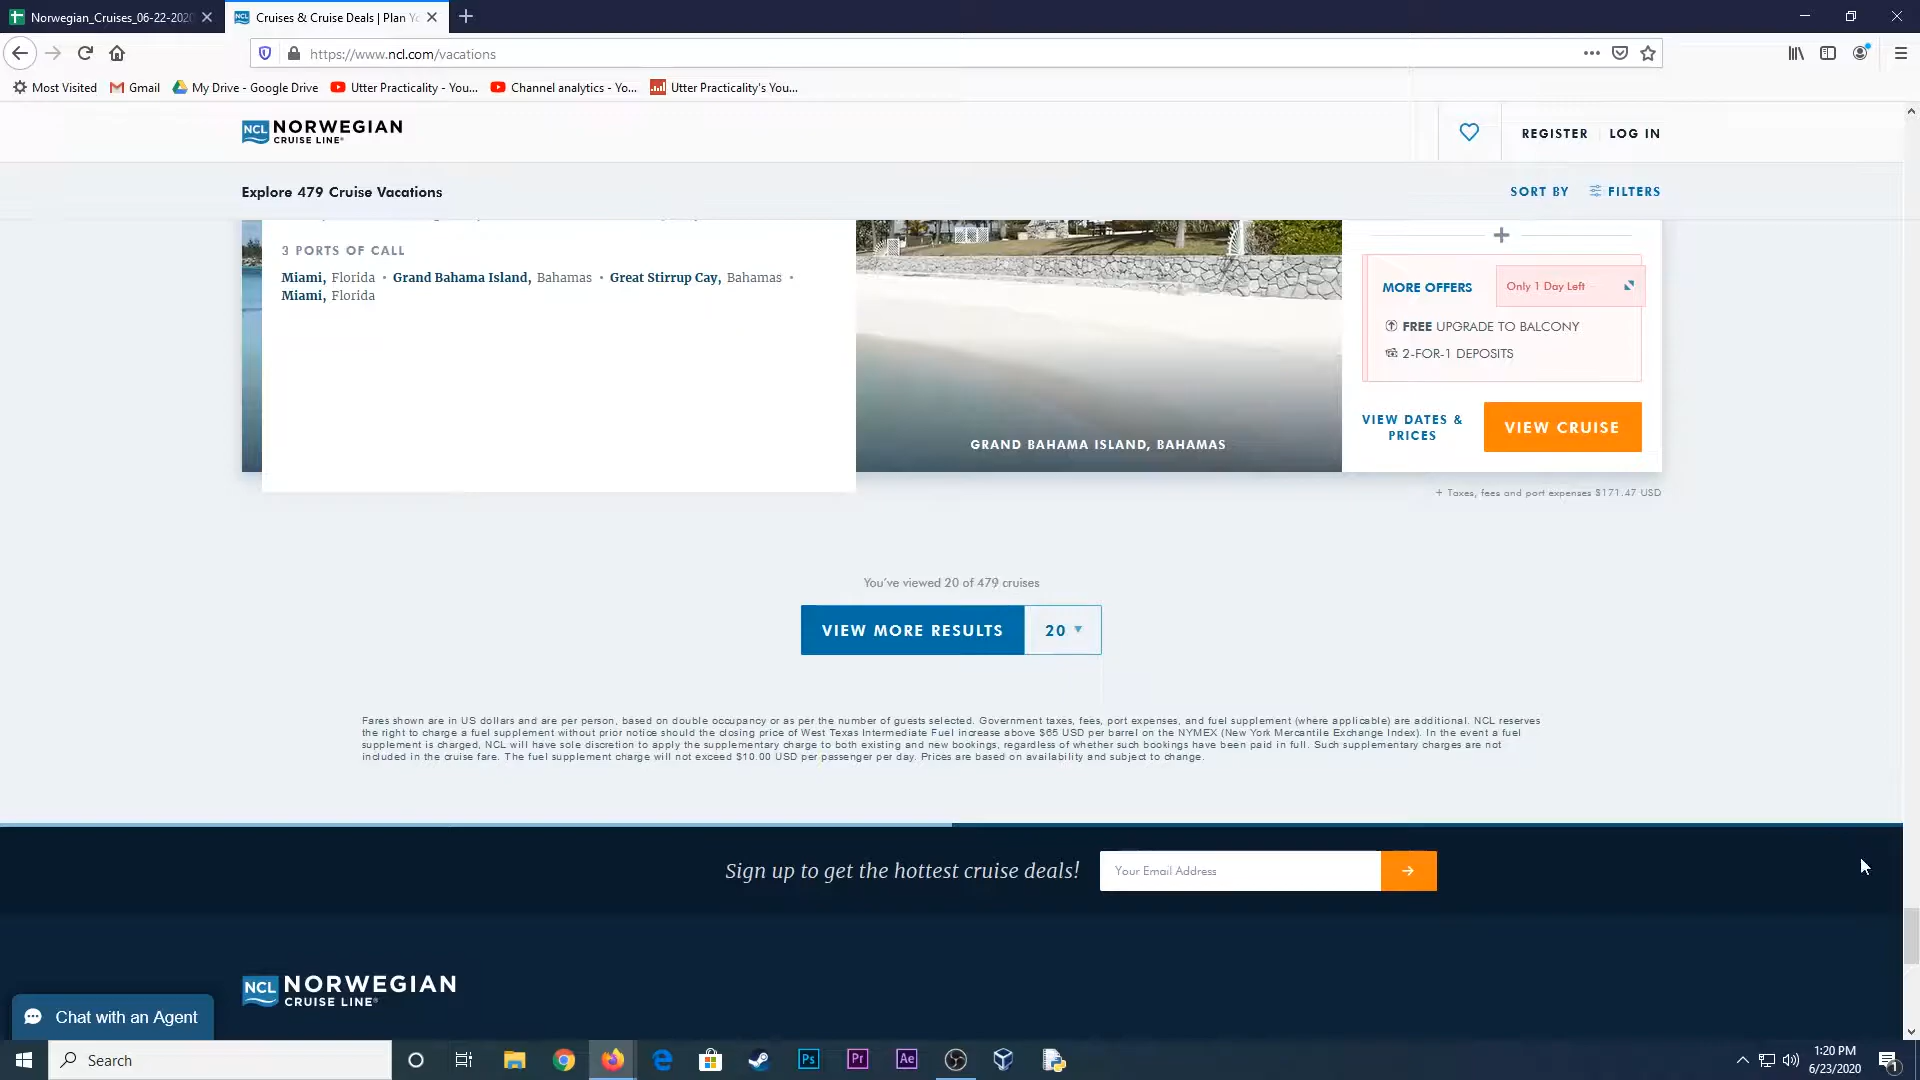 Norwegian_Cruises_06-22-202
Cruises & Cruise Deals | Plan Yo
https://www.ncl.com/vacations
Most Visited
Gmail
My Drive - Google Drive
Utter Practicality - You...
Channel analytics - Yo...
Utter Practicality's You...
NCL NORWEGIAN
CRUISE LINE®
REGISTER
LOG IN
Explore 479 Cruise Vacations
SORT BY
FILTERS
3 PORTS OF CALL
Miami, Florida • Grand Bahama Island, Bahamas • Great Stirrup Cay, Bahamas •
Miami, Florida
GRAND BAHAMA ISLAND, BAHAMAS
MORE OFFERS
Only 1 Day Left
FREE UPGRADE TO BALCONY
2-FOR-1 DEPOSITS
VIEW DATES &
PRICES
VIEW CRUISE
+ Taxes, fees and port expenses $171.47 USD
You've viewed 20 of 479 cruises
VIEW MORE RESULTS
20
Fares shown are in US dollars and are per person, based on double occupancy or as per the number of guests selected. Government taxes, fees, port expenses, and fuel supplement (where applicable) are additional. NCL reserves
the right to charge a fuel supplement without prior notice should the closing price of West Texas Intermediate Fuel increase above $65 USD per barrel on the NYMEX (New York Mercantile Exchange Index). In the event a fuel
supplement is charged, NCL will have sole discretion to apply the supplementary charge to both existing and new bookings, regardless of whether such bookings have been paid in full. Such supplementary charges are not
included in the cruise fare. The fuel supplement charge will not exceed $10.00 USD per passenger per day. Prices are based on availability and subject to change.
Sign up to get the hottest cruise deals!
Your Email Address
NCL NORWEGIAN
CRUISE LINE®
Chat with an Agent
Search
Ps
Pr
Ae
1:20 PM
6/23/2020
1